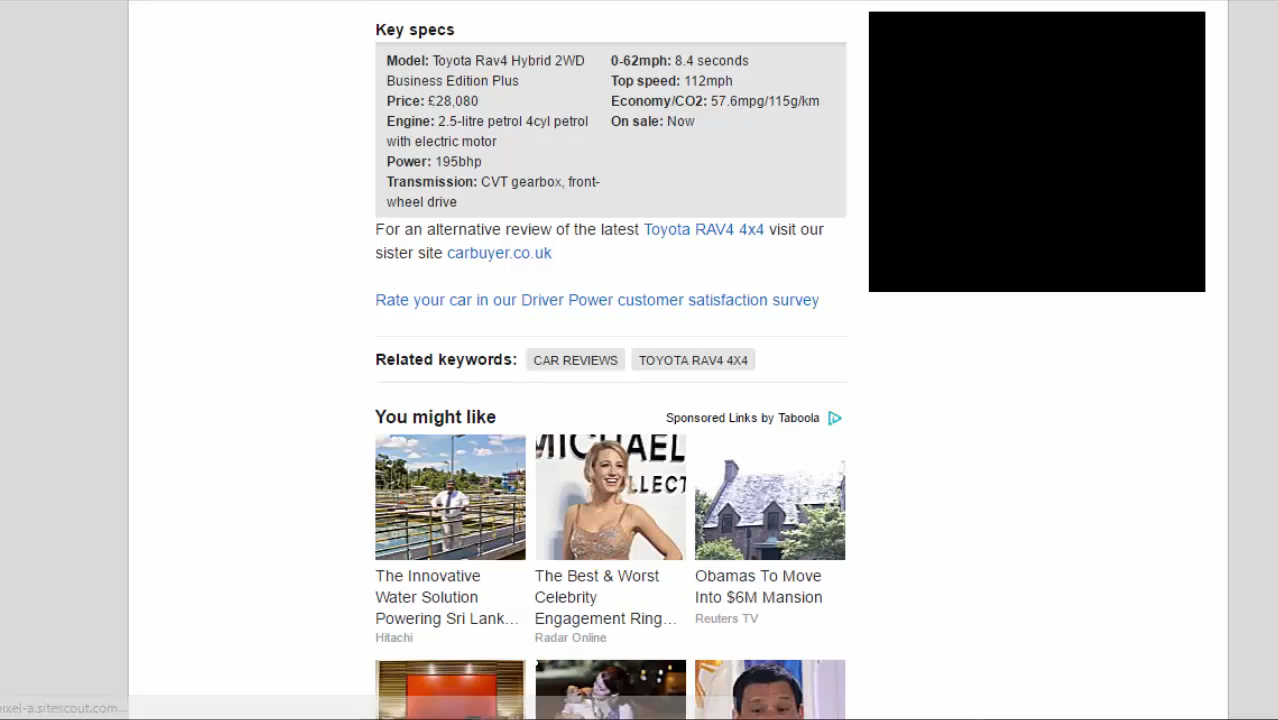 Key specs
Model: Toyota Rav4 Hybrid 2WD
Business Edition Plus
Price: £28,080
Engine: 2.5-litre petrol 4cyl petrol
with electric motor
Power: 195bhp
Transmission: CVT gearbox, front-
wheel drive
0-62mph: 8.4 seconds
Top speed: 112mph
Economy/CO2: 57.6mpg/115g/km
On sale: Now
For an alternative review of the latest Toyota RAV4 4x4 visit our
sister site carbuyer.co.uk
Rate your car in our Driver Power customer satisfaction survey
Related keywords: CAR REVIEWS TOYOTA RAV4 4X4
You might like
Sponsored Links by Taboola
MICHAEL
LLECT
The Innovative
Water Solution
Powering Sri Lank...
Hitachi
The Best & Worst
Celebrity
Engagement Ring...
Radar Online
Obamas To Move
Into $6M Mansion
Reuters TV
ixel-a.sitescout.com...